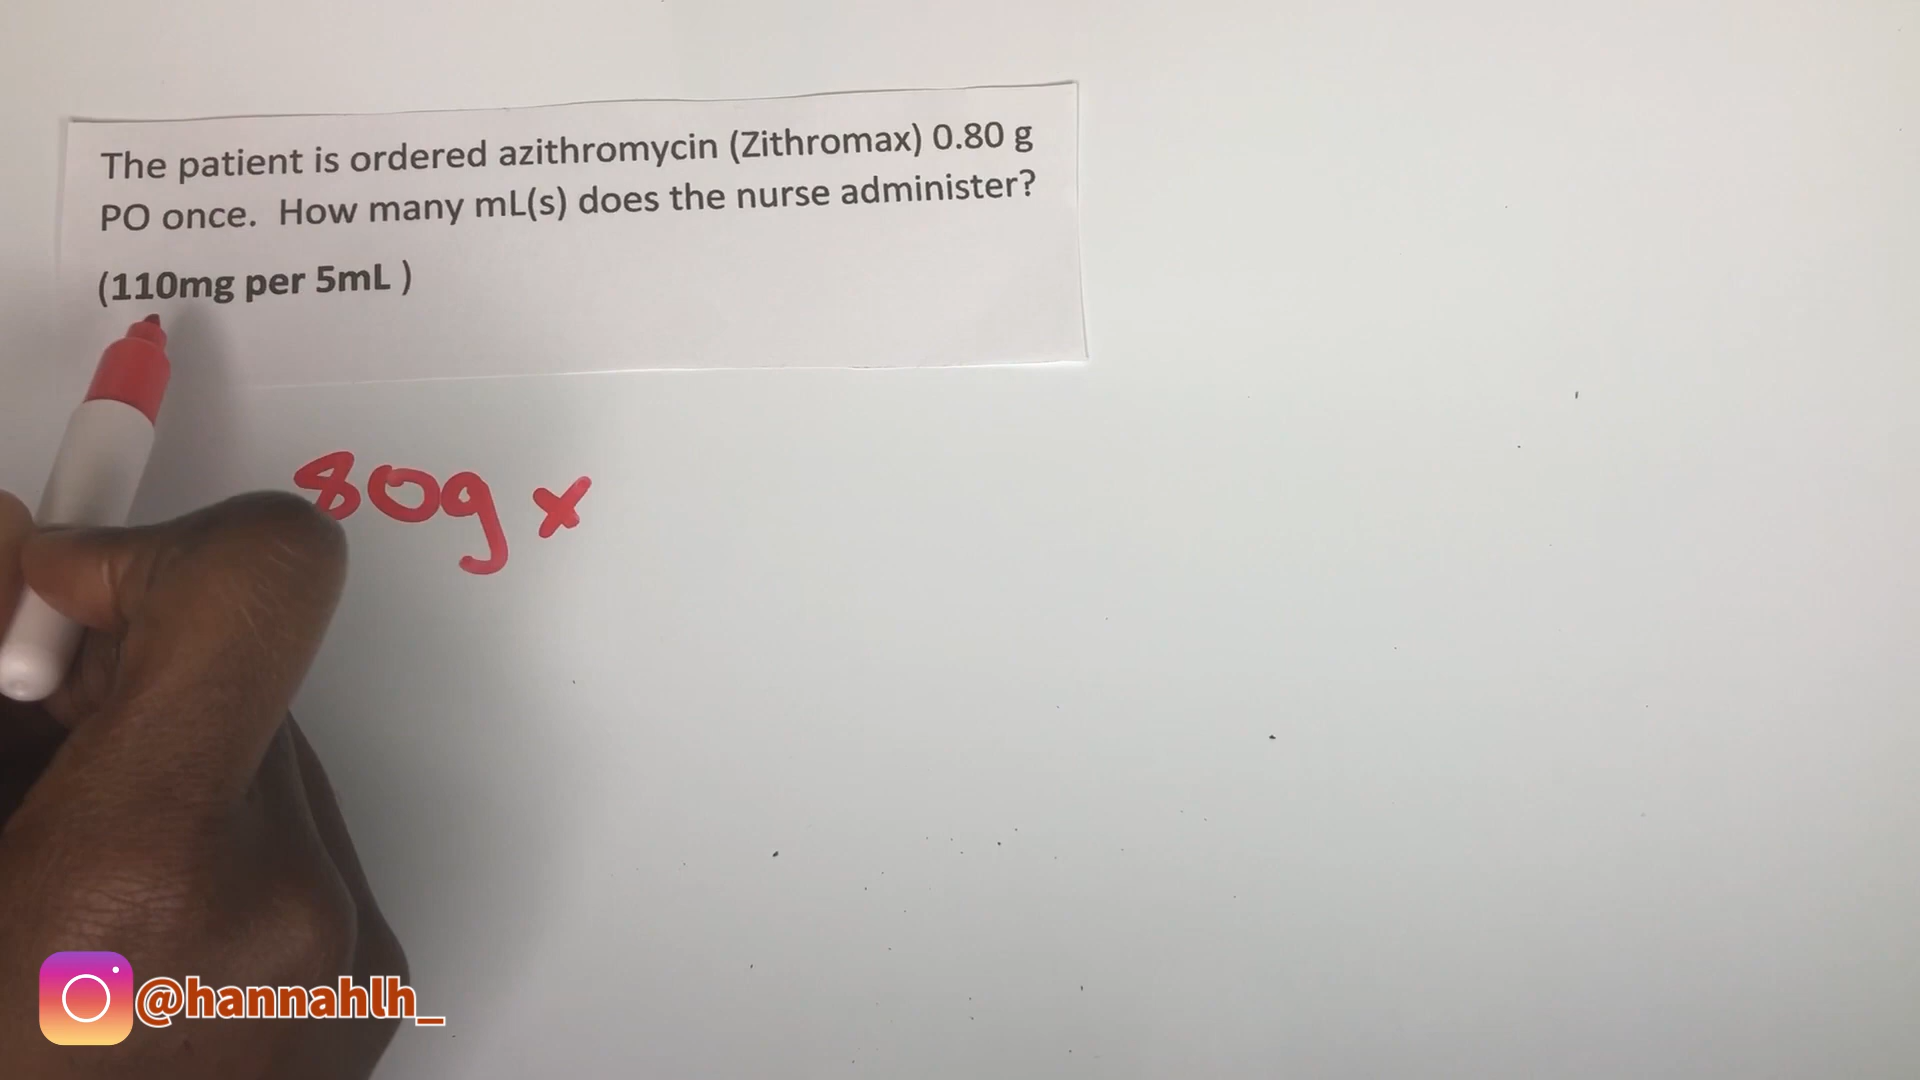 The patient is ordered azithromycin (Zithromax) 0.80 g
PO once. How many mL(s) does the nurse administer?
(110mg per 5mL )
80g x
@hannahlh_